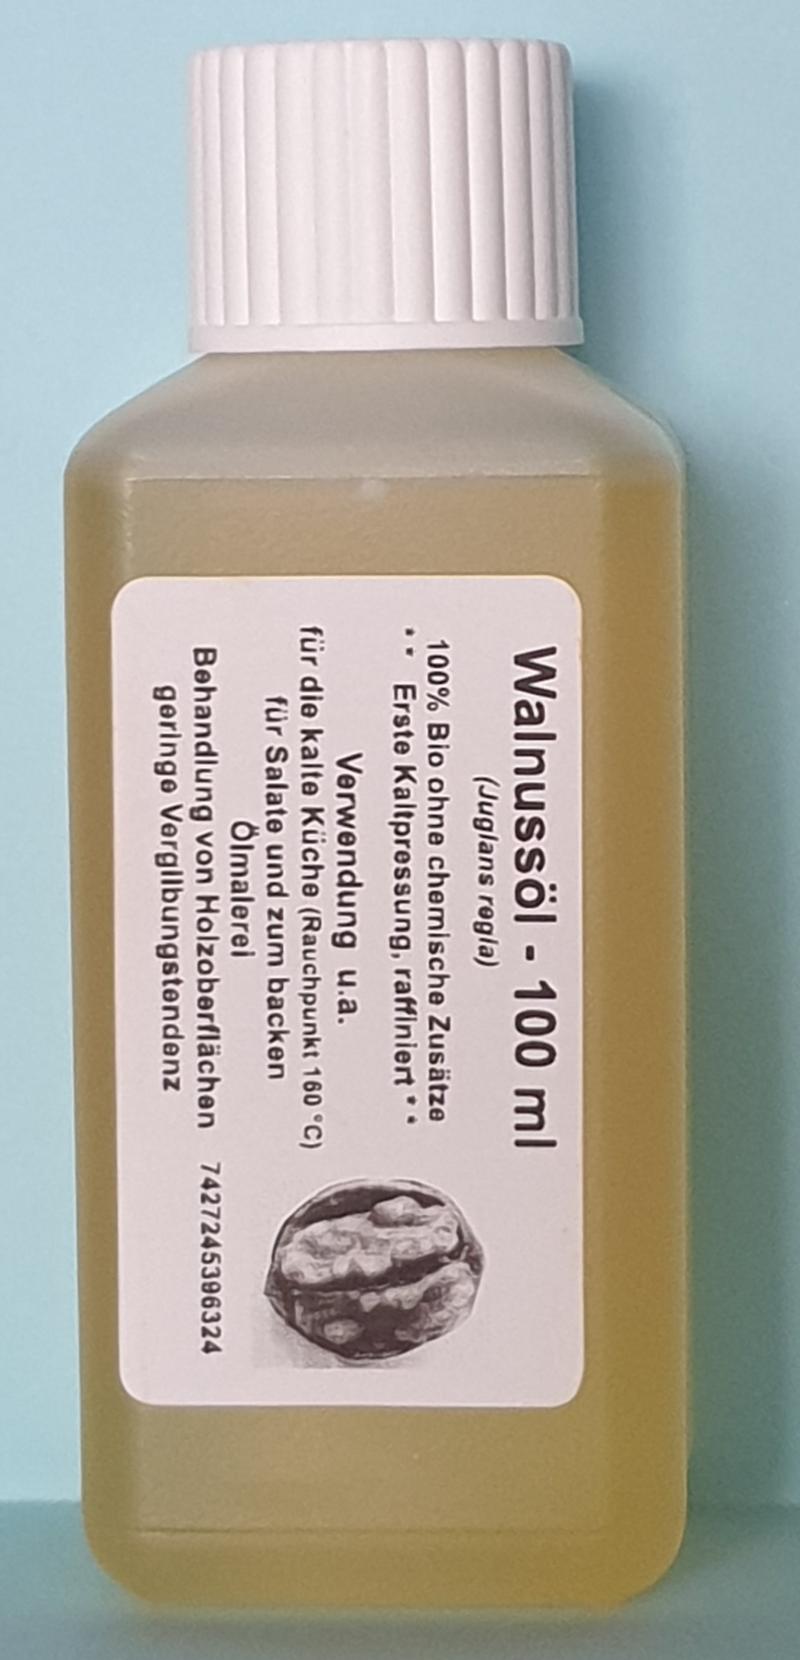 Walnussöl - 100 ml
(Juglans regia)
100% Bio ohne chemische Zusätze
** Erste Kaltpressung, raffiniert **
Verwendung u.a.
für die kalte Küche (Rauchpunkt 160 °C)
für Salate und zum backen
Ölmalerei
Behandlung von Holzoberflächen
geringe Vergilbungstendenz
7427245396324